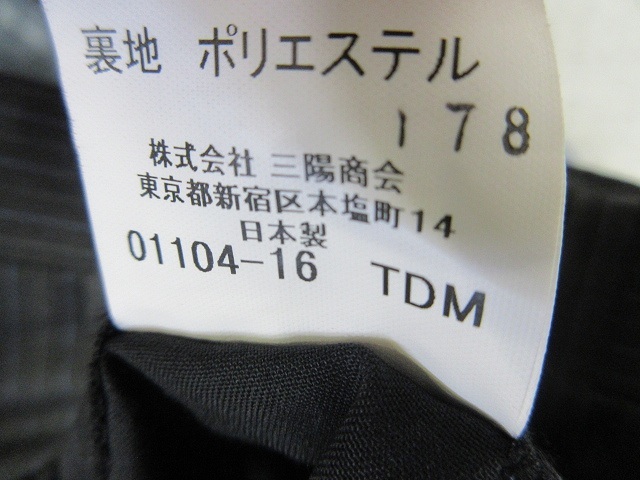 裏地 ポリエステル
178
株式会社 三陽商会
東京都新宿区本塩町14
日本製
01104-16 TDM